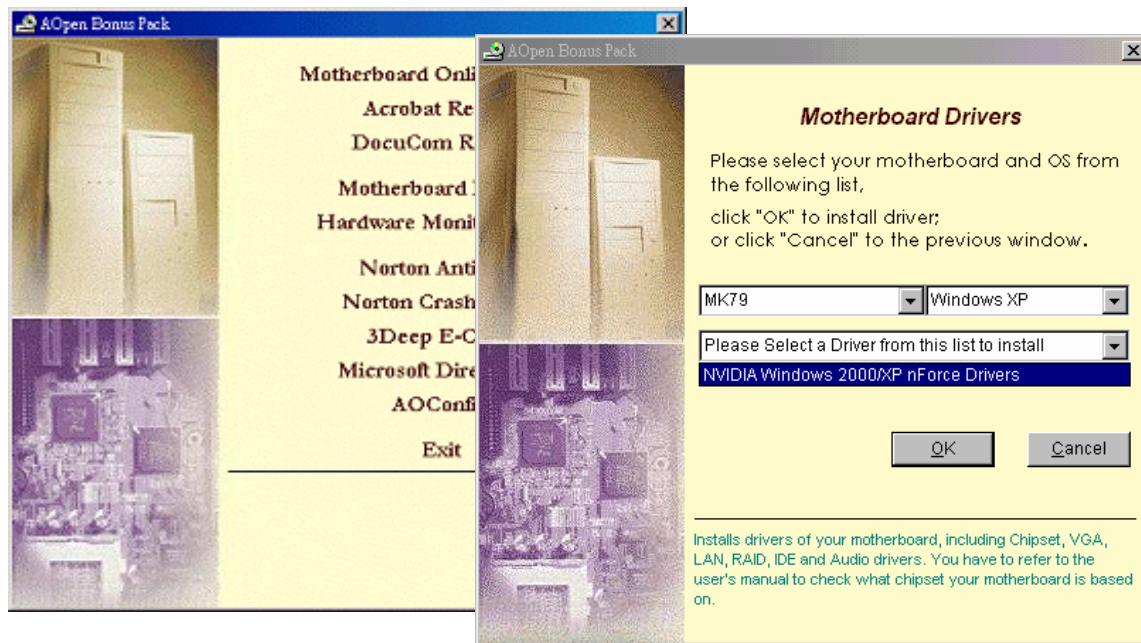 AOpen Bonus Pack
Motherboard Onli
Acrobat Re
DocuCom R
Motherboard
Hardware Moni
Norton Anti
Norton Crash
3Deep E-C
Microsoft Dire
AOConfi
Exit
AOpen Bonus Pack
Motherboard Drivers
Please select your motherboard and OS from
the following list,
click "OK" to install driver;
or click "Cancel" to the previous window.
MK79 Windows XP
Please Select a Driver from this list to install
NVIDIA Windows 2000/XP nForce Drivers
OK Cancel
Installs drivers of your motherboard, including Chipset, VGA,
LAN, RAID, IDE and Audio drivers. You have to refer to the
user's manual to check what chipset your motherboard is based
on.